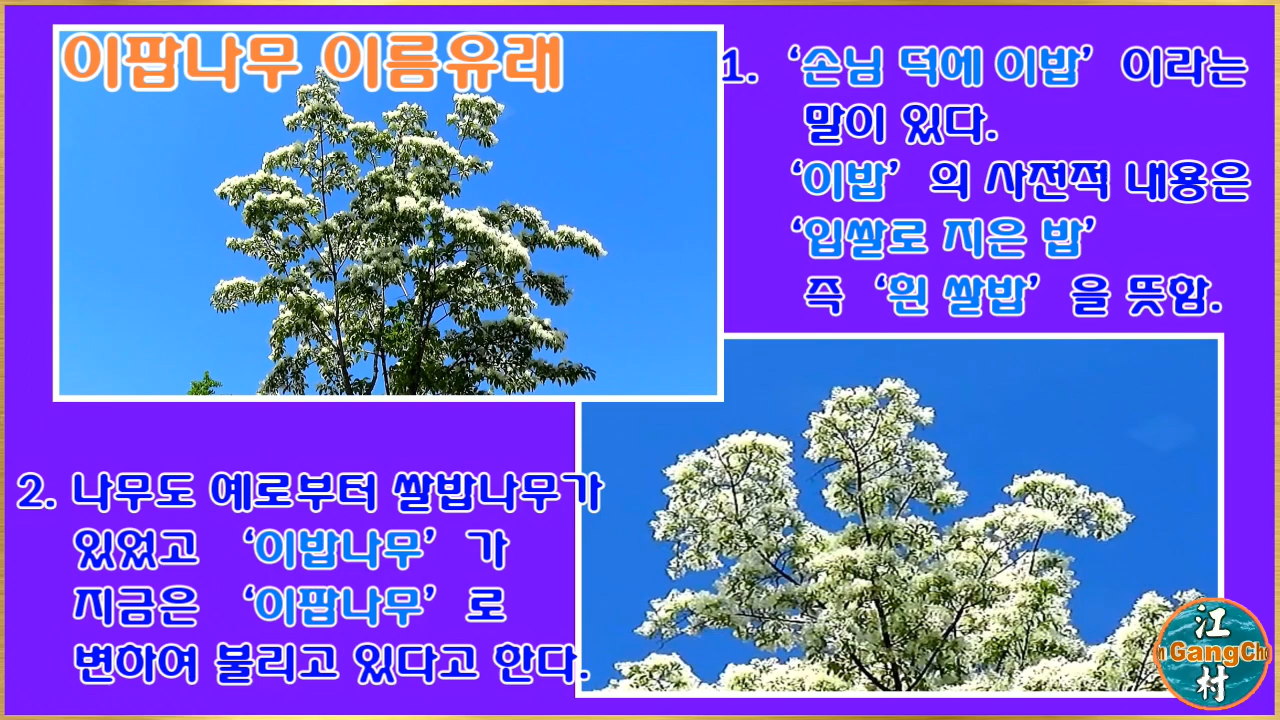 이팝나무 이름유래
1. ‘손님 덕에 이밥’ 이라는
말이 있다.
‘이밥’ 의 사전적 내용은
‘입쌀로 지은 밥’
즉 ‘흰 쌀밥’ 을 뜻함.
2. 나무도 예로부터 쌀밥나무가
있었고 ‘이밥나무’ 가
지금은 ‘이팝나무’ 로
변하여 불리고 있다고 한다.
江
GangCho
村